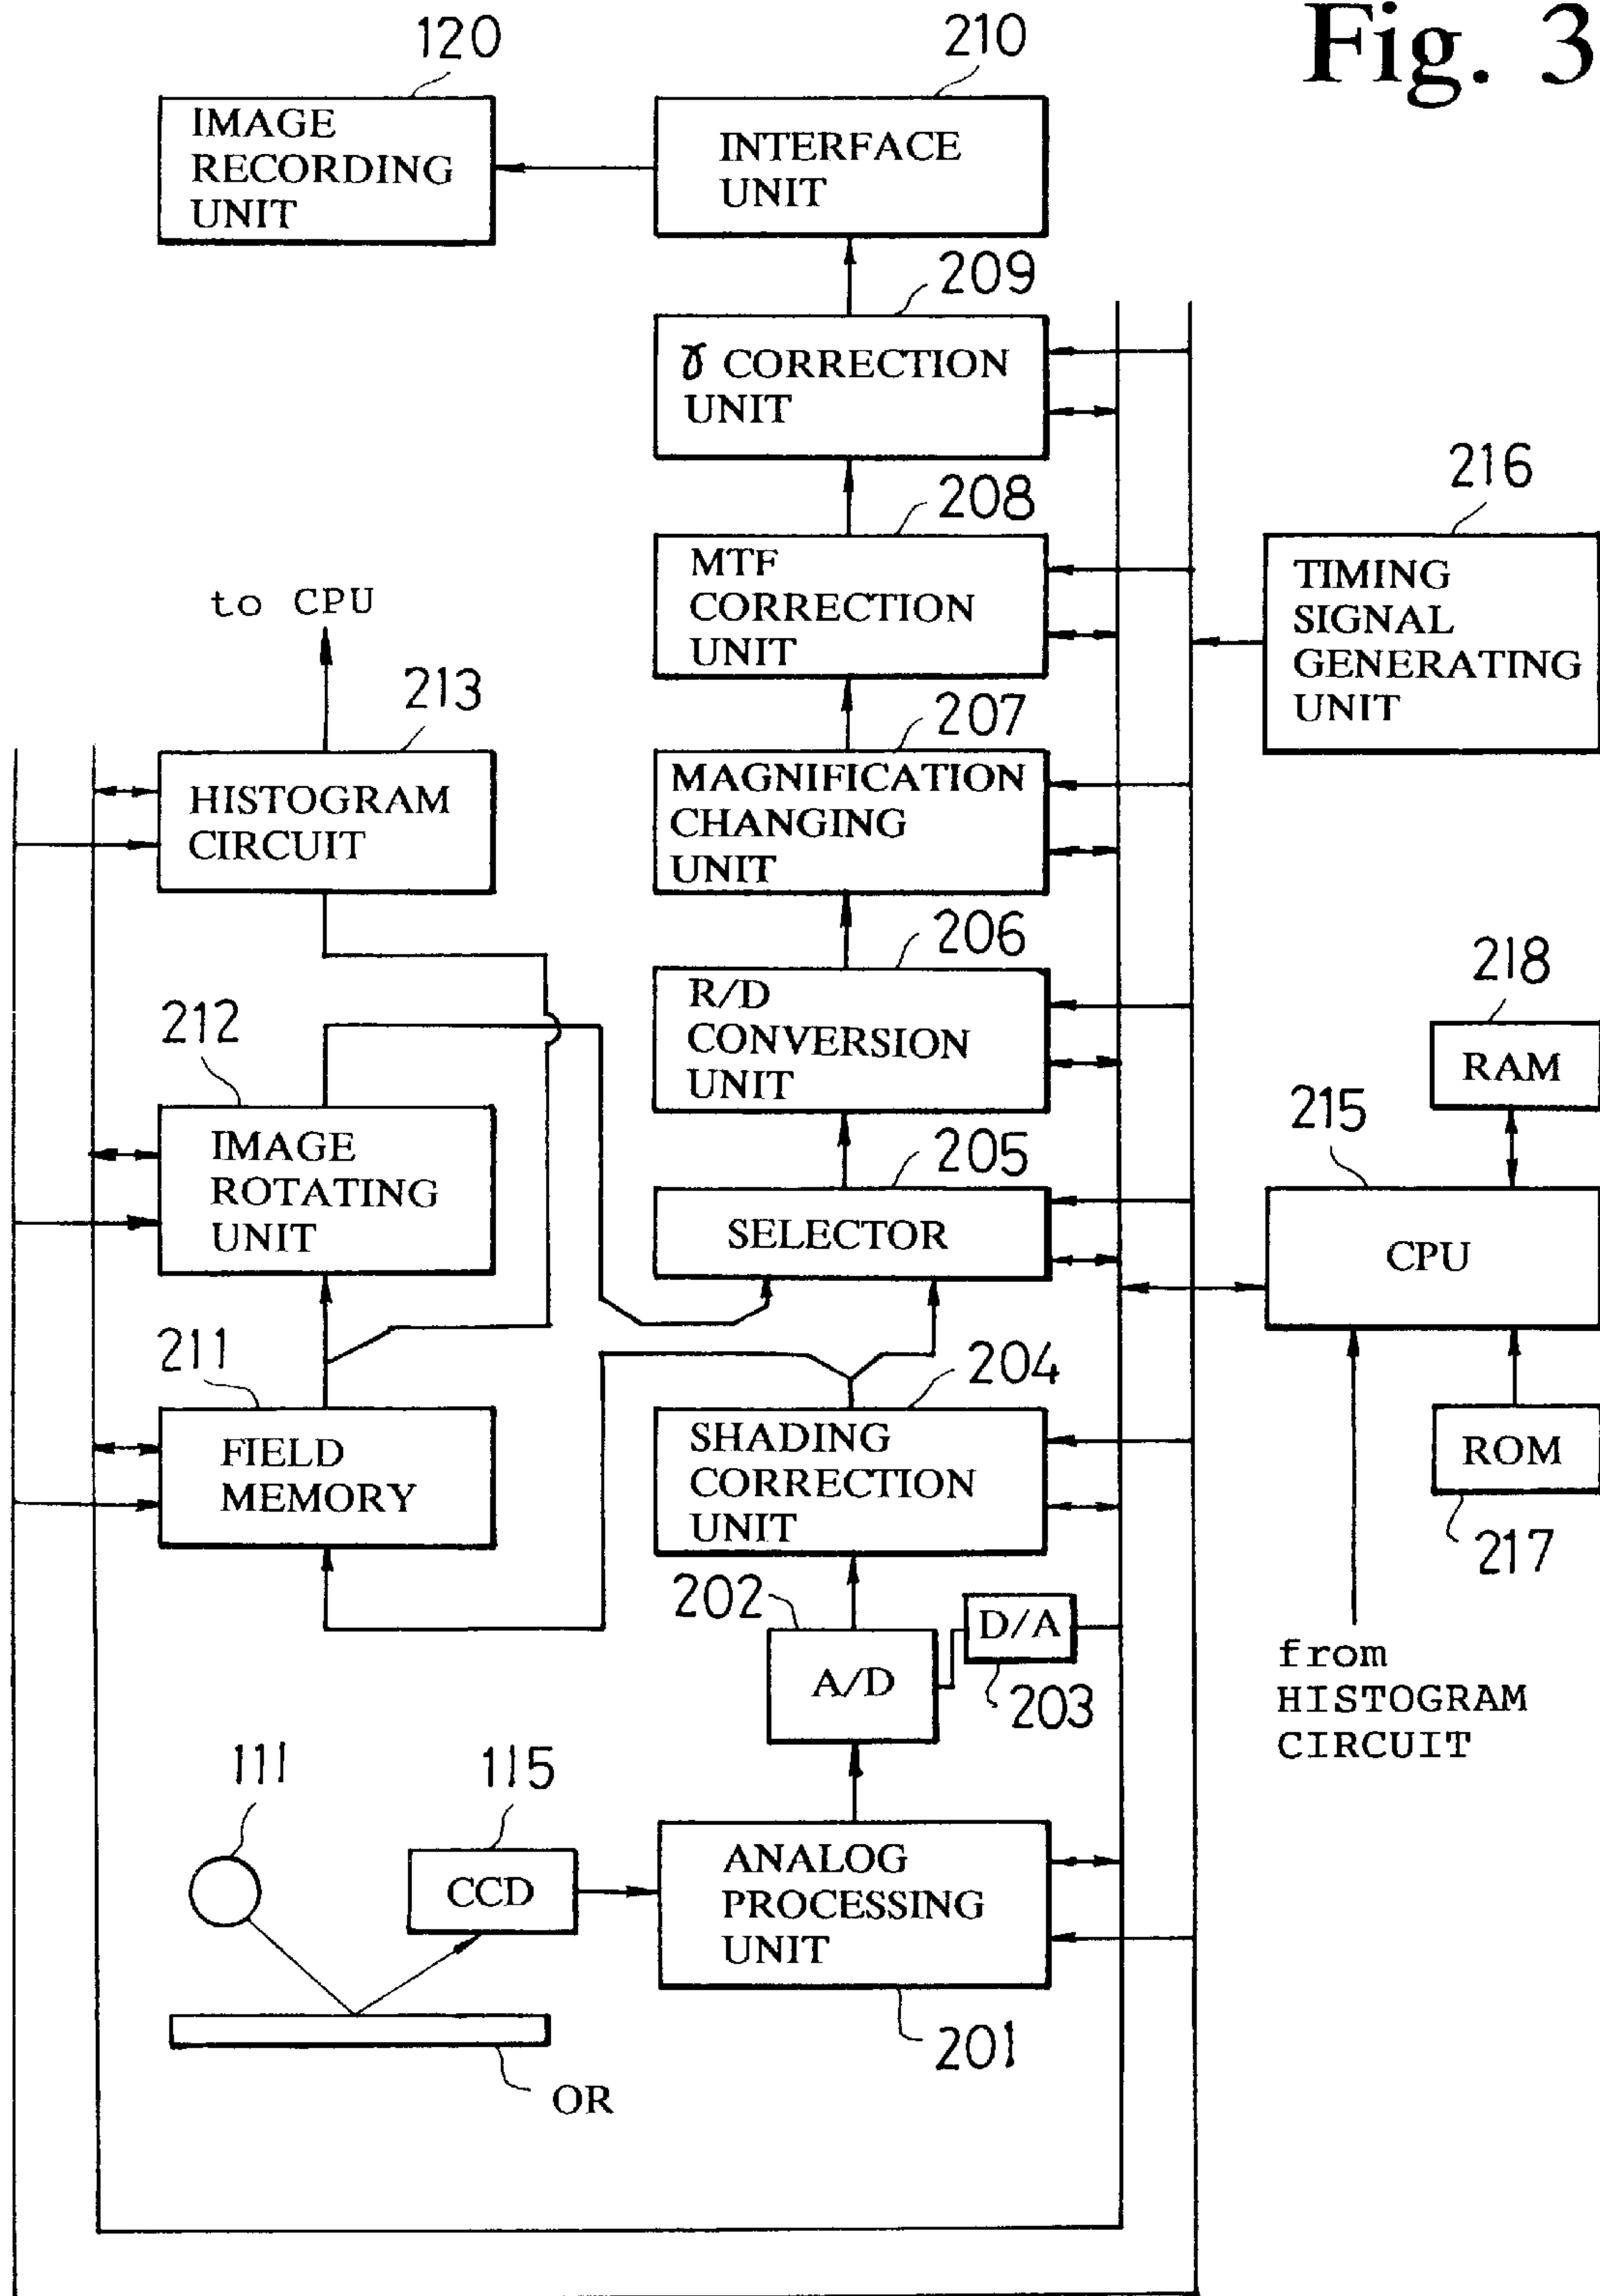 Fig. 3
120
210
IMAGE
RECORDING
UNIT
INTERFACE
UNIT
209
γ CORRECTION
UNIT
208
216
MTF
CORRECTION
UNIT
TIMING
SIGNAL
GENERATING
UNIT
to CPU
213
207
HISTOGRAM
CIRCUIT
MAGNIFICATION
CHANGING
UNIT
206
218
R/D
CONVERSION
UNIT
RAM
212
215
IMAGE
ROTATING
UNIT
205
SELECTOR
CPU
211
204
FIELD
MEMORY
SHADING
CORRECTION
UNIT
ROM
217
202
D/A
A/D
203
from
HISTOGRAM
CIRCUIT
111
115
CCD
ANALOG
PROCESSING
UNIT
201
OR